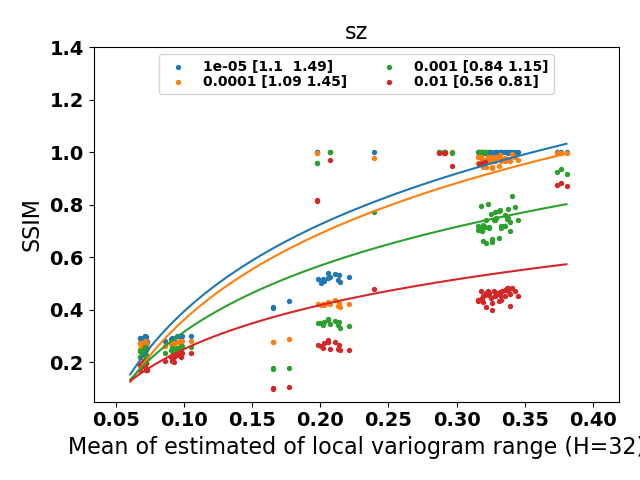 sz
1.4
1e-05 [1.1  1.49]
0.001 [0.84 1.15]
0.0001 [1.09 1.45]
0.01 [0.56 0.81]
1.2
1.0
0.8
0.6
0.4
0.2
SSIM
0.05 0.10 0.15 0.20 0.25 0.30 0.35 0.40
Mean of estimated of local variogram range (H=32)